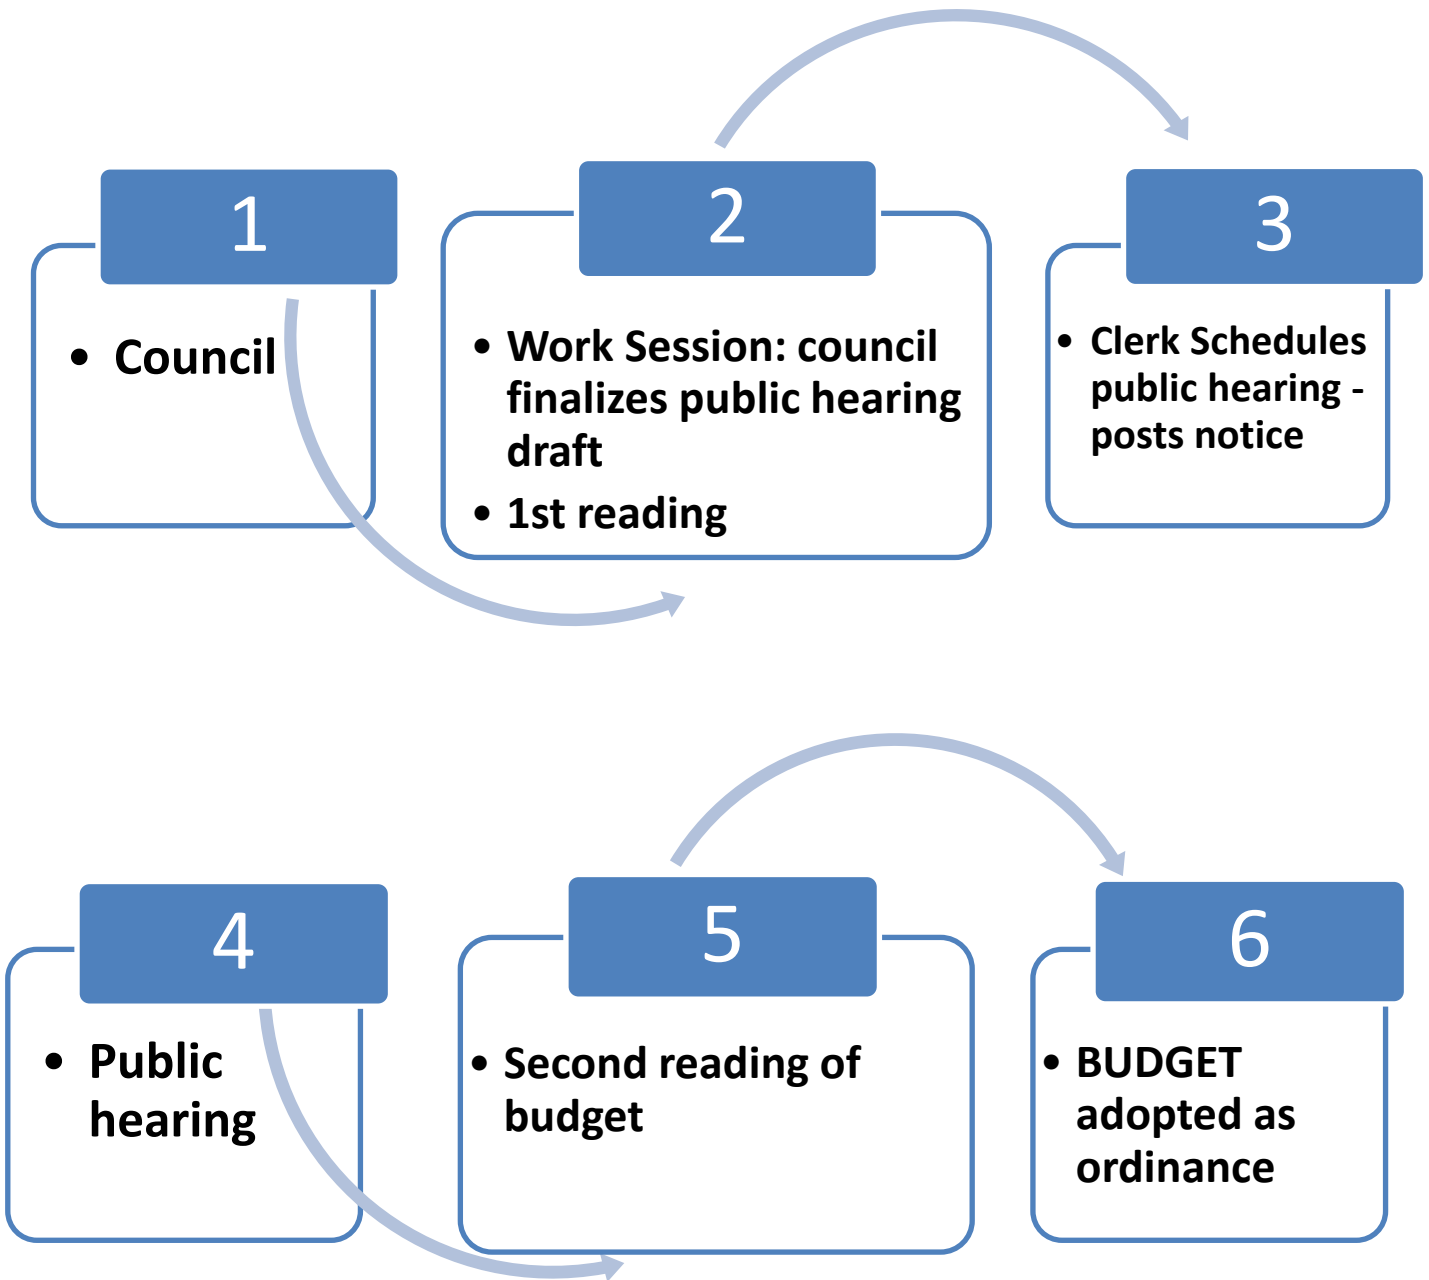 1
• Council
2
• Work Session: council
finalizes public hearing
draft
• 1st reading
3
• Clerk Schedules
public hearing -
posts notice
4
• Public
hearing
5
• Second reading of
budget
6
• BUDGET
adopted as
ordinance